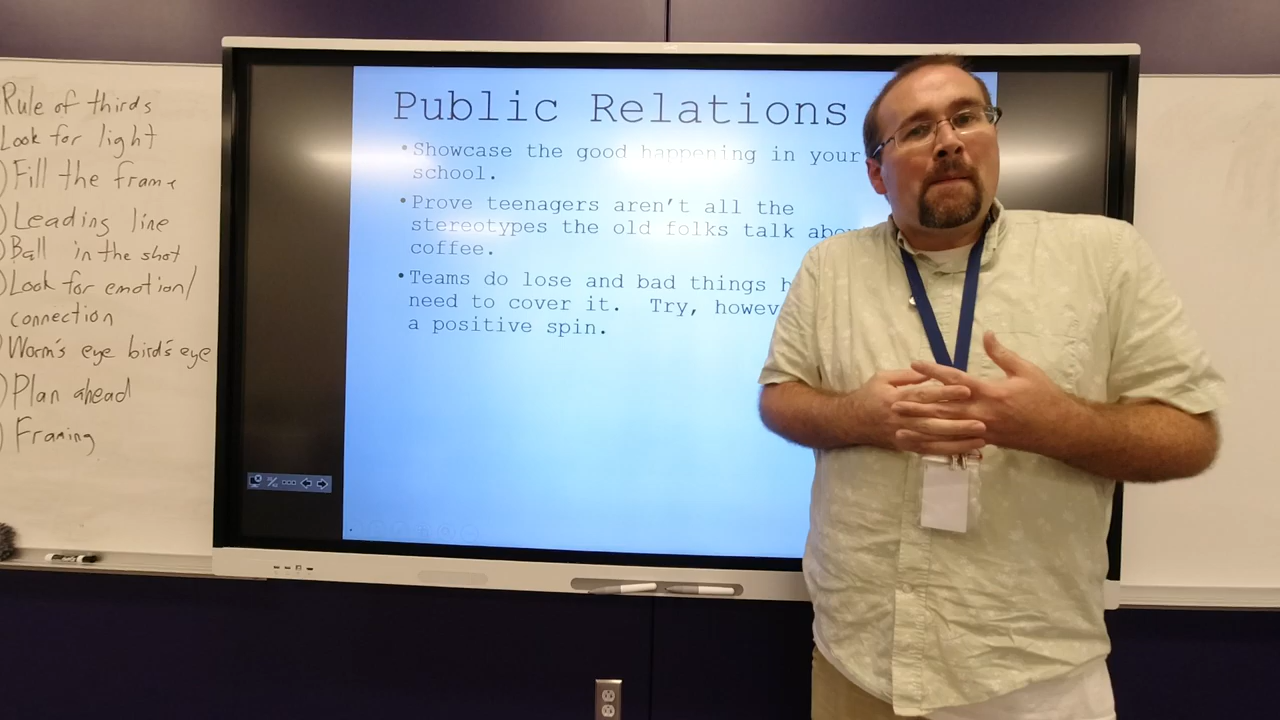 Rule of thirds
Look for light
) Fill the frame
) Leading line
) Ball in the shot
) Look for emotion/
connection
Worm's eye bird's eye
) Plan ahead
) Framing
Public Relations
•Showcase the good happening in your
school.
•Prove teenagers aren't all the
stereotypes the old folks talk
coffee.
•Teams do lose and bad things
need to cover it. Try,
a positive spin.